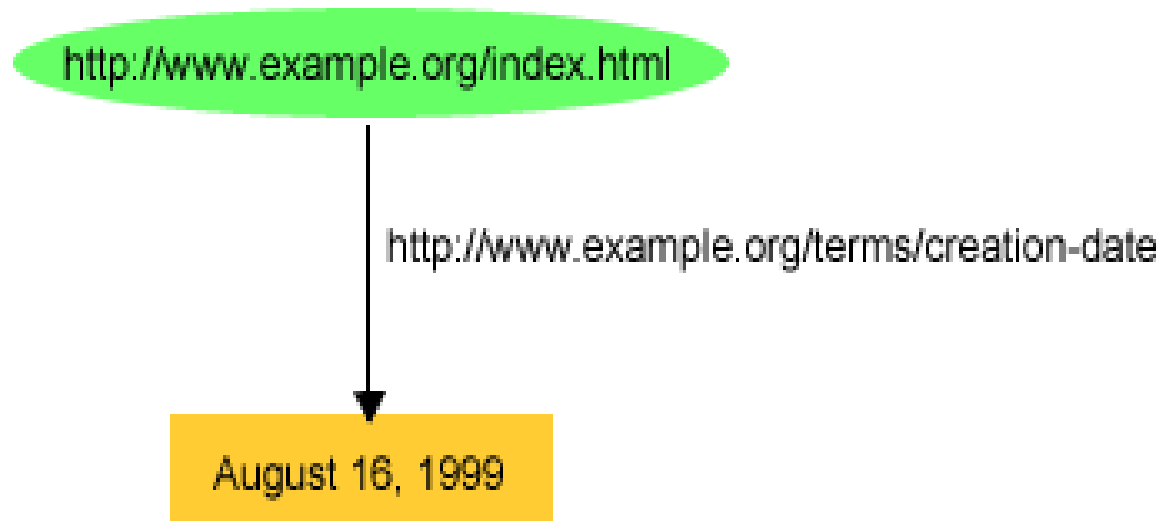 http://www.example.org/index.html
http://www.example.org/terms/creation-date
August 16, 1999